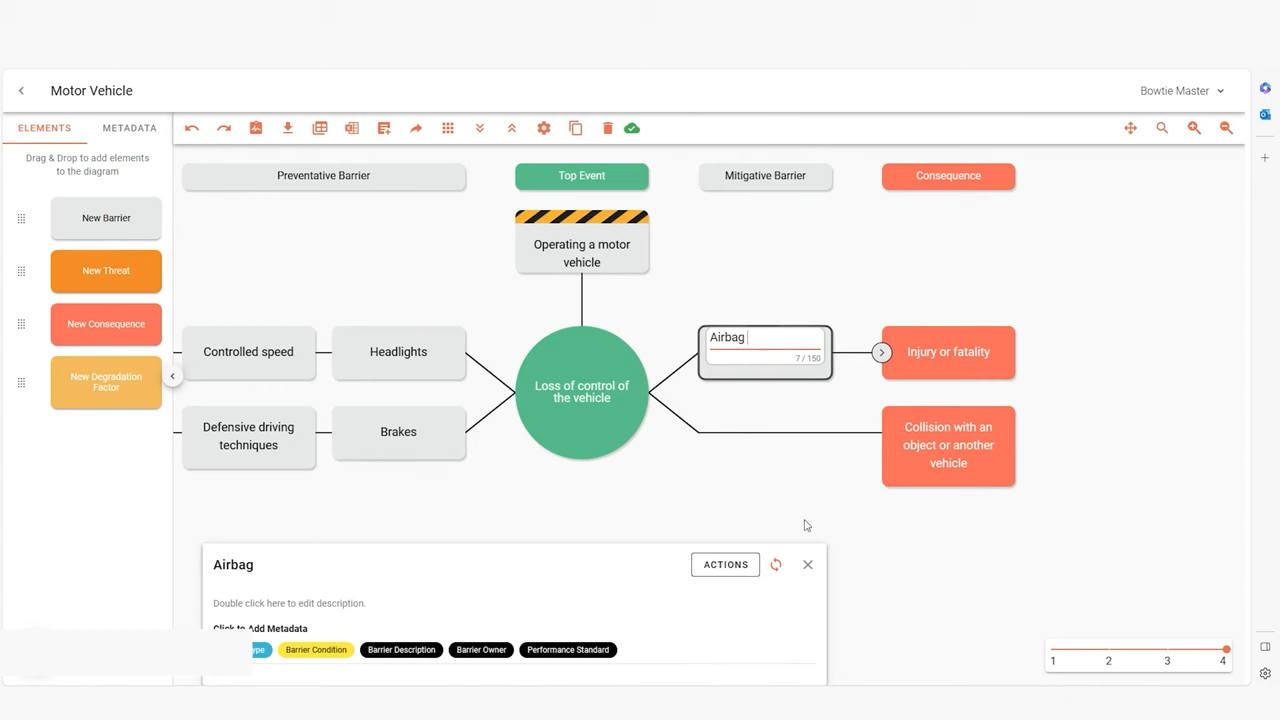 Motor Vehicle
Bowtie Master
ELEMENTS
METADATA
Drag & Drop to add elements
to the diagram
New Barrier
New Threat
New Consequence
New Degradation
Factor
Preventative Barrier
Top Event
Mitigative Barrier
Consequence
Operating a motor
vehicle
Controlled speed
Headlights
Loss of control of
the vehicle
Airbag
7 / 150
Injury or fatality
Defensive driving
techniques
Brakes
Collision with an
object or another
vehicle
Airbag
ACTIONS
Double click here to edit description.
Click to Add Metadata
Barrier Condition
Barrier Description
Barrier Owner
Performance Standard
1
2
3
4